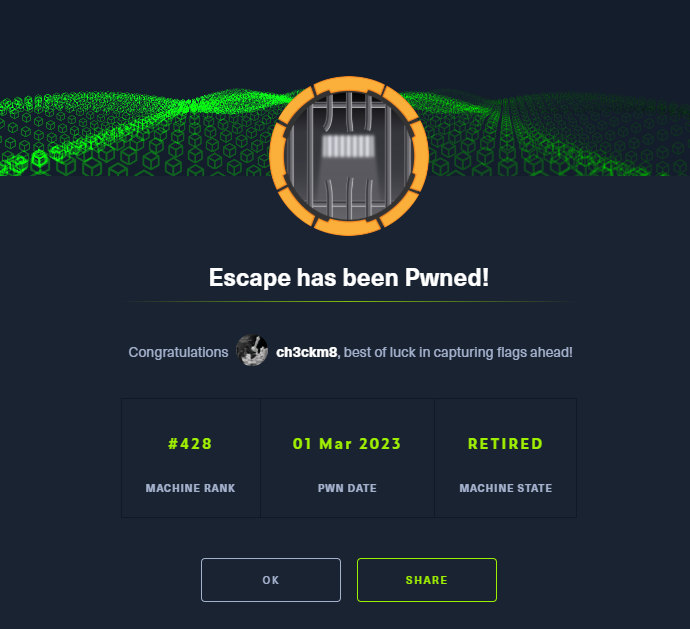 Escape has been Pwned!
Congratulations ch3ckm8, best of luck in capturing flags ahead!
#428 01 Mar 2023 RETIRED
MACHINE RANK PWN DATE MACHINE STATE
OK SHARE